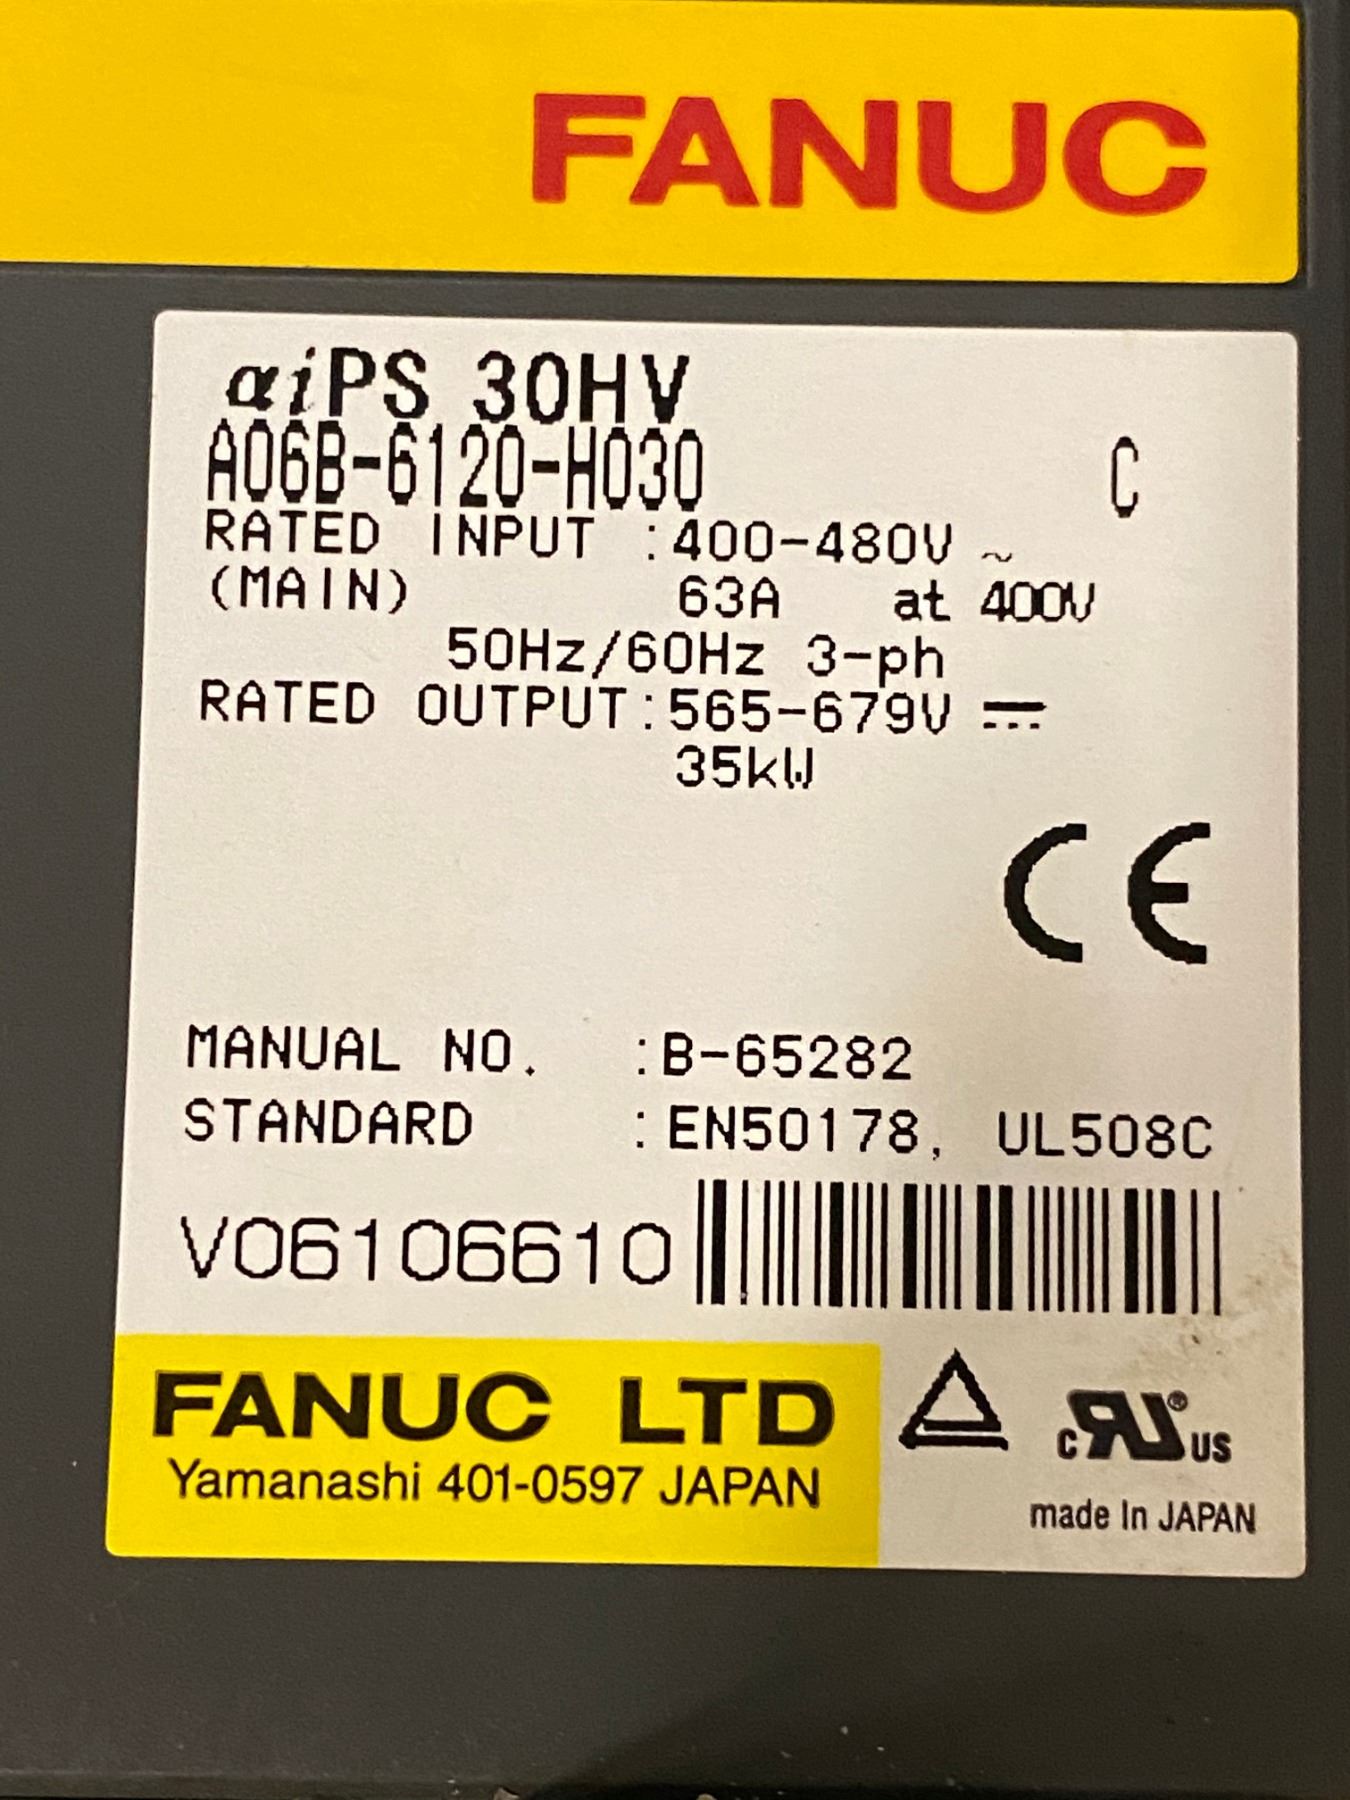 FANUC
αiPS 30HV
A06B-6120-H030 C
RATED INPUT :400-480V ~
(MAIN) 63A at 400V
50Hz/60Hz 3-ph
RATED OUTPUT:565-679V ⎓
35kW
CE
MANUAL NO. :B-65282
STANDARD :EN50178, UL508C
V06106610
FANUC LTD
Yamanashi 401-0597 JAPAN
c RU ® US
made In JAPAN